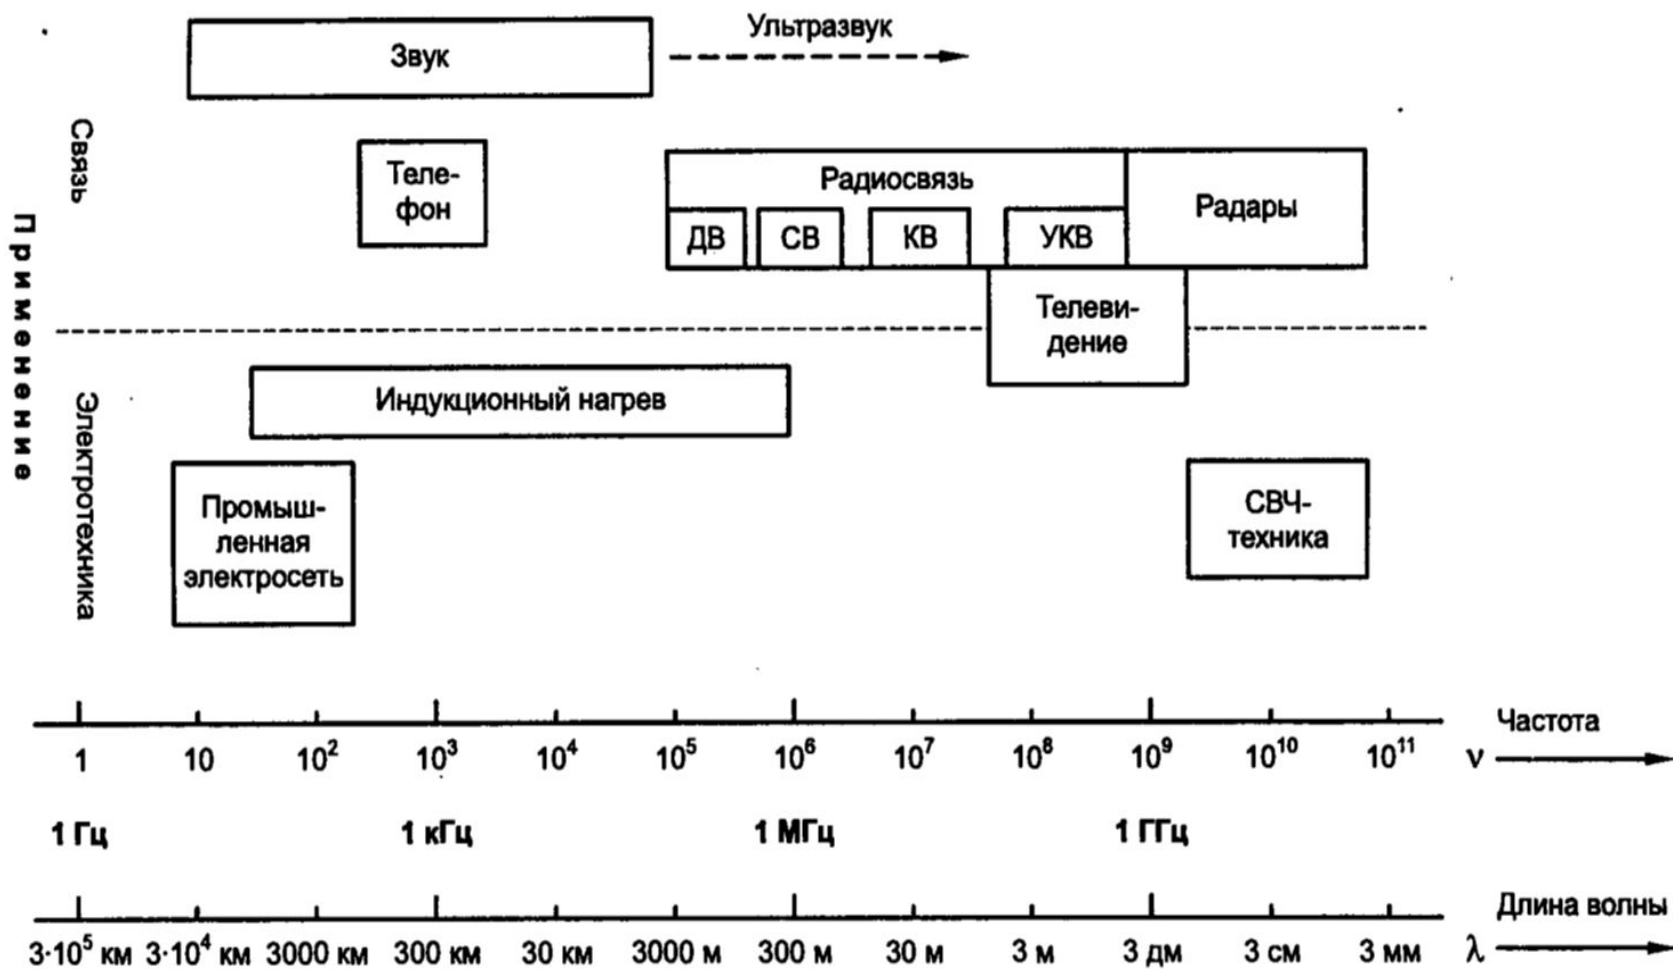 Ультразвук
Звук
Связь
Теле-
фон
Радиосвязь
Радары
ДВ СВ КВ УКВ
Применение
Телеви-
дение
Индукционный нагрев
Электротехника
Промыш-
ленная
электросеть
СВЧ-
техника
Частота
1 10 10² 10³ 10⁴ 10⁵ 10⁶ 10⁷ 10⁸ 10⁹ 10¹⁰ 10¹¹ ν
1 Гц 1 кГц 1 МГц 1 ГГц
Длина волны
3·10⁵ км 3·10⁴ км 3000 км 300 км 30 км 3000 м 300 м 30 м 3 м 3 дм 3 см 3 мм λ